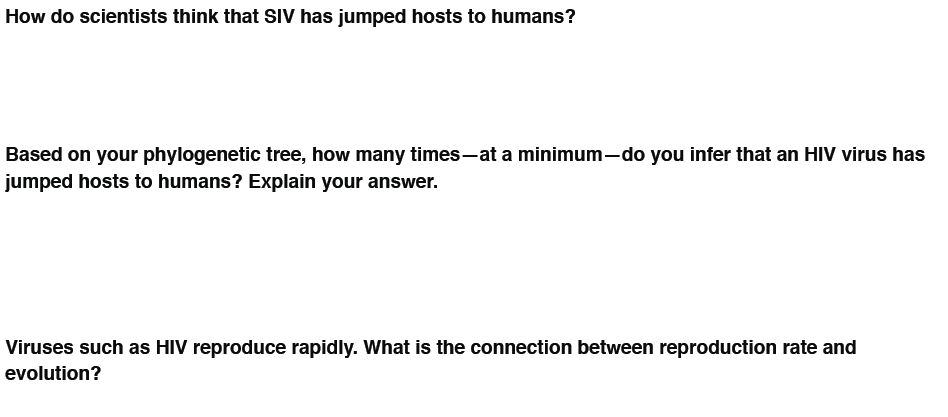 How do scientists think that SIV has jumped hosts to humans?
Based on your phylogenetic tree, how many times—at a minimum—do you infer that an HIV virus has
jumped hosts to humans? Explain your answer.
Viruses such as HIV reproduce rapidly. What is the connection between reproduction rate and
evolution?